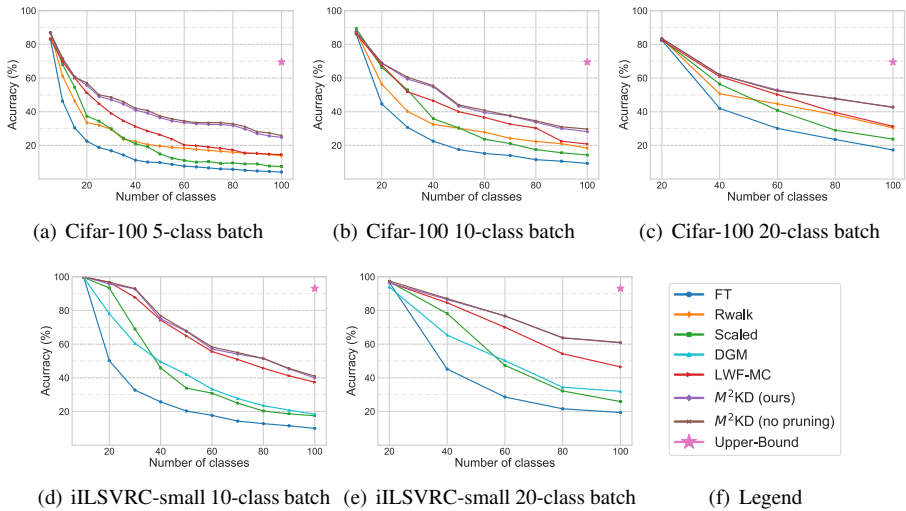 100
80
60
40
20
Acurracy (%)
20 40 60 80 100
Number of classes
(a) Cifar-100 5-class batch
100
80
60
40
20
Acurracy (%)
20 40 60 80 100
Number of classes
(b) Cifar-100 10-class batch
100
80
60
40
20
Acurracy (%)
20 40 60 80 100
Number of classes
(c) Cifar-100 20-class batch
100
80
60
40
20
Acurracy (%)
20 40 60 80 100
Number of classes
(d) iILSVRC-small 10-class batch
100
80
60
40
20
Acurracy (%)
20 40 60 80 100
Number of classes
(e) iILSVRC-small 20-class batch
FT
Rwalk
Scaled
DGM
LWF-MC
M²KD (ours)
M²KD (no pruning)
Upper-Bound
(f) Legend